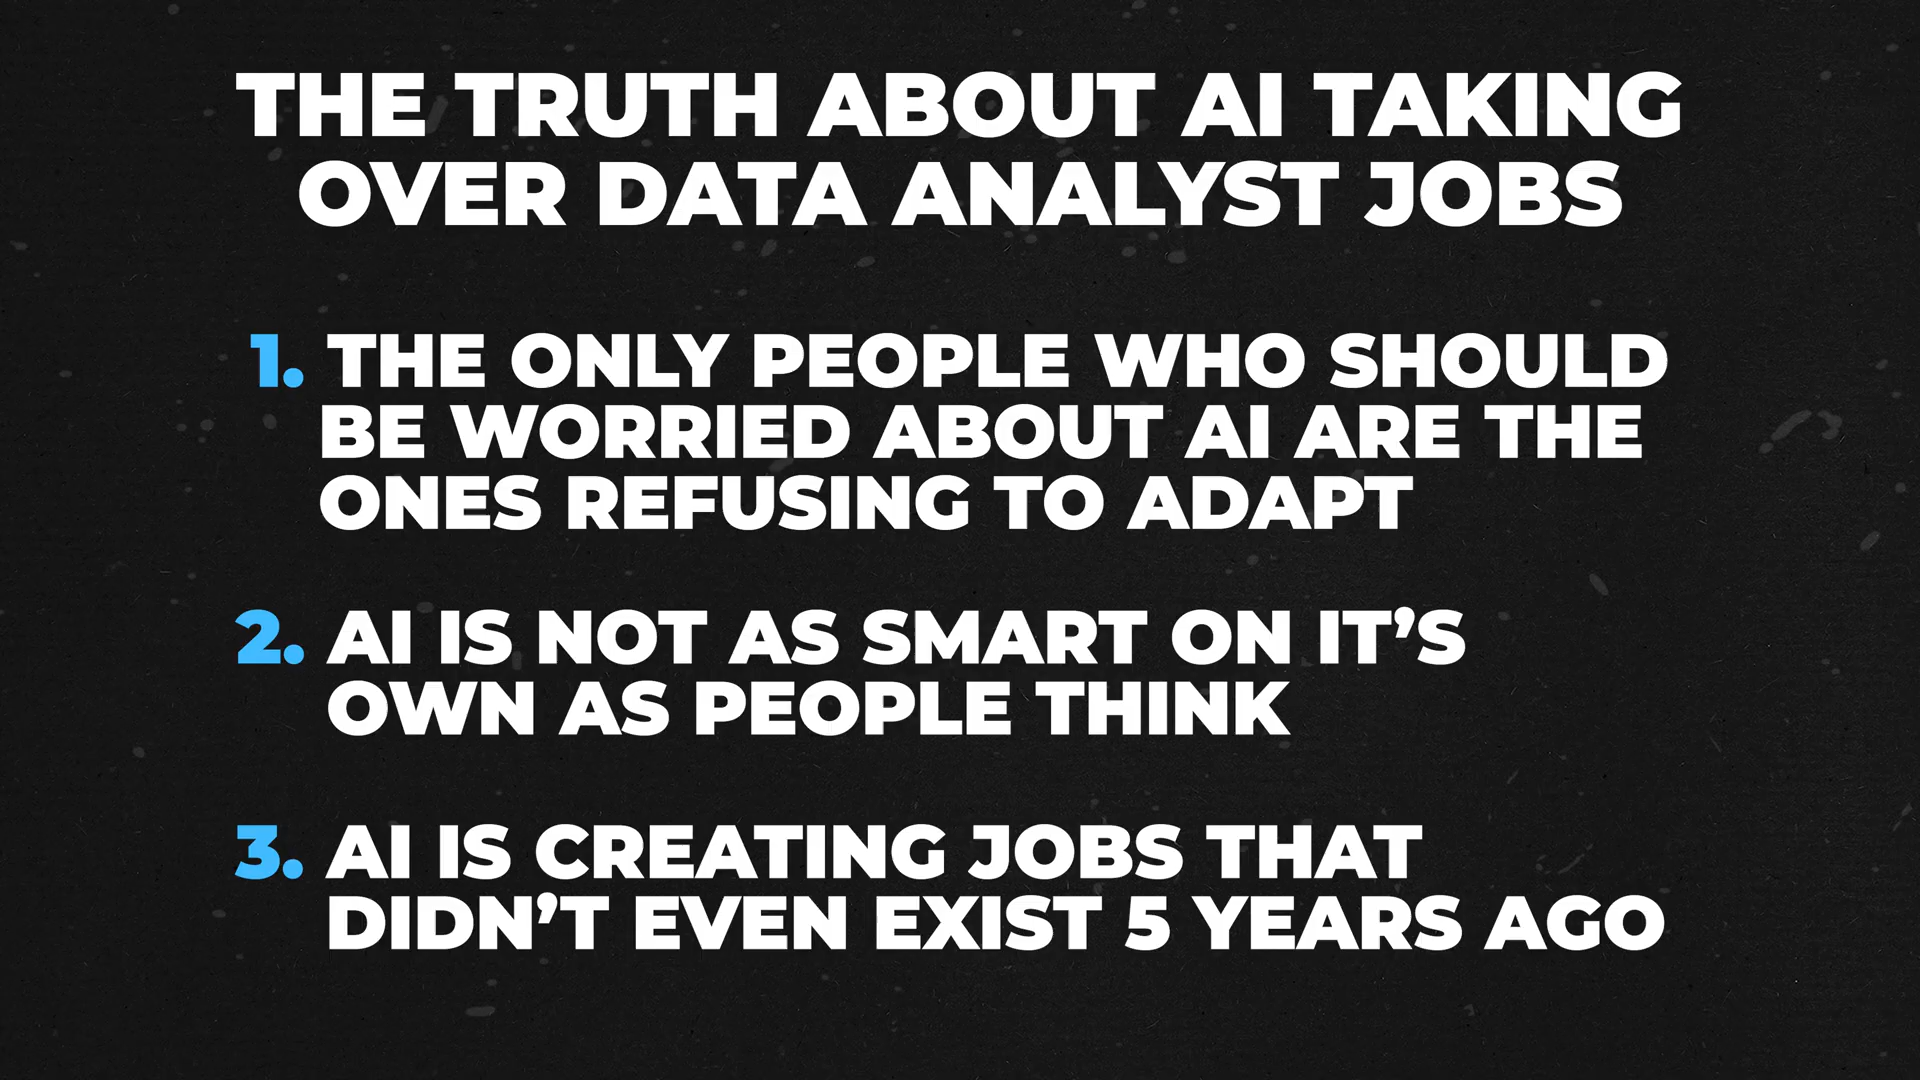 THE TRUTH ABOUT AI TAKING
OVER DATA ANALYST JOBS
1. THE ONLY PEOPLE WHO SHOULD
BE WORRIED ABOUT AI ARE THE
ONES REFUSING TO ADAPT
2. AI IS NOT AS SMART ON IT’S
OWN AS PEOPLE THINK
3. AI IS CREATING JOBS THAT
DIDN’T EVEN EXIST 5 YEARS AGO